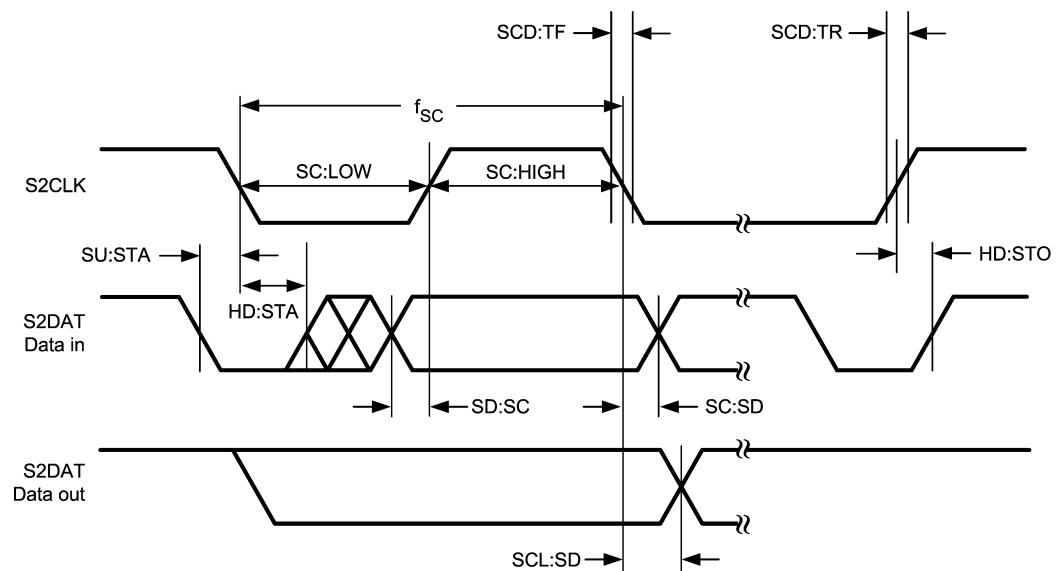 SCD:TF
SCD:TR
fSC
SC:LOW
SC:HIGH
S2CLK
SU:STA
HD:STO
HD:STA
S2DAT
Data in
SD:SC
SC:SD
S2DAT
Data out
SCL:SD